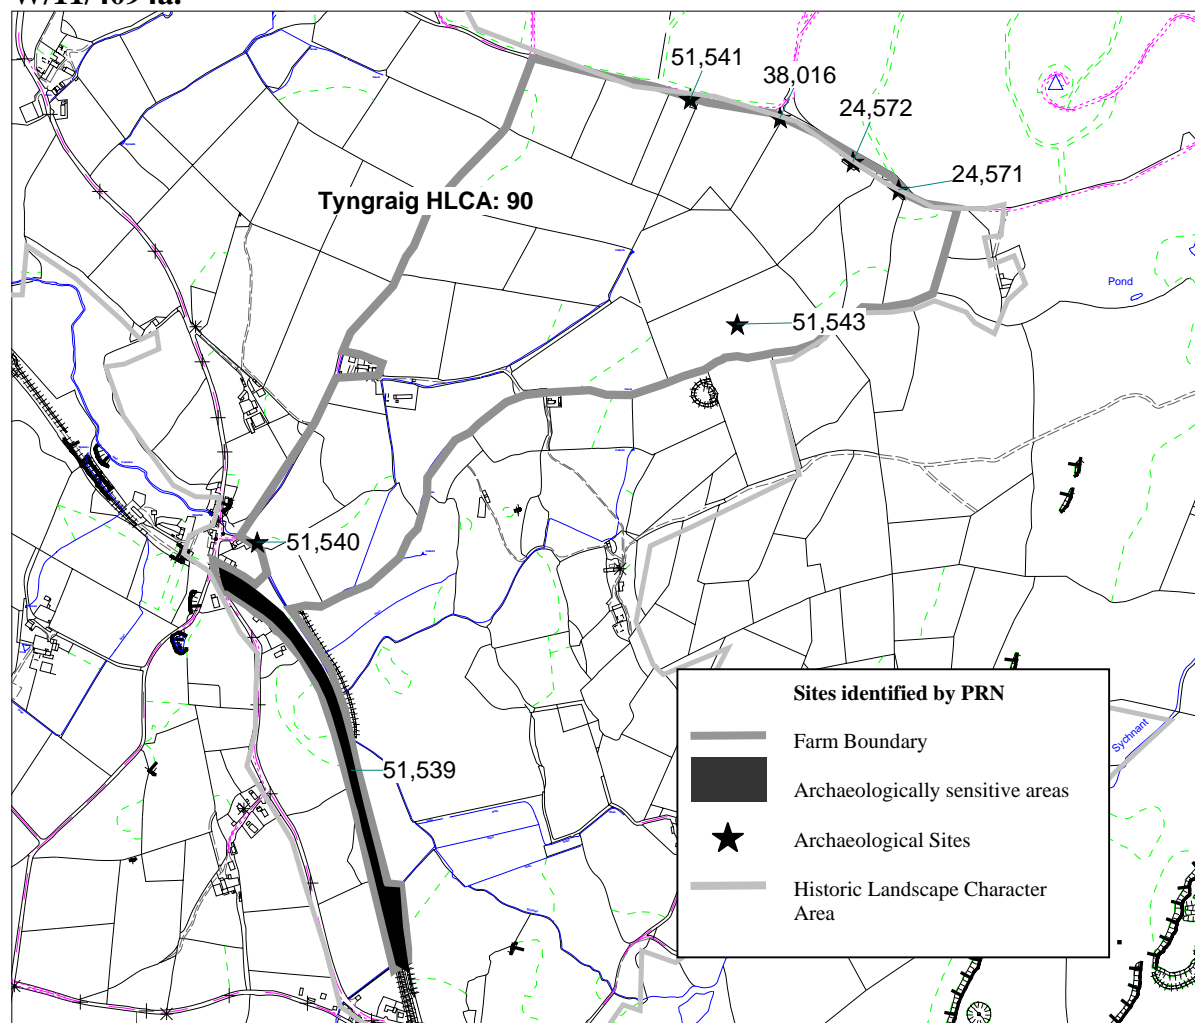 51,541
38,016
24,572
24,571
Tyngraig HLCA: 90
Pond
51,543
51,540
51,539
Sychnant
Sites identified by PRN
Farm Boundary
Archaeologically sensitive areas
Archaeological Sites
Historic Landscape Character
Area